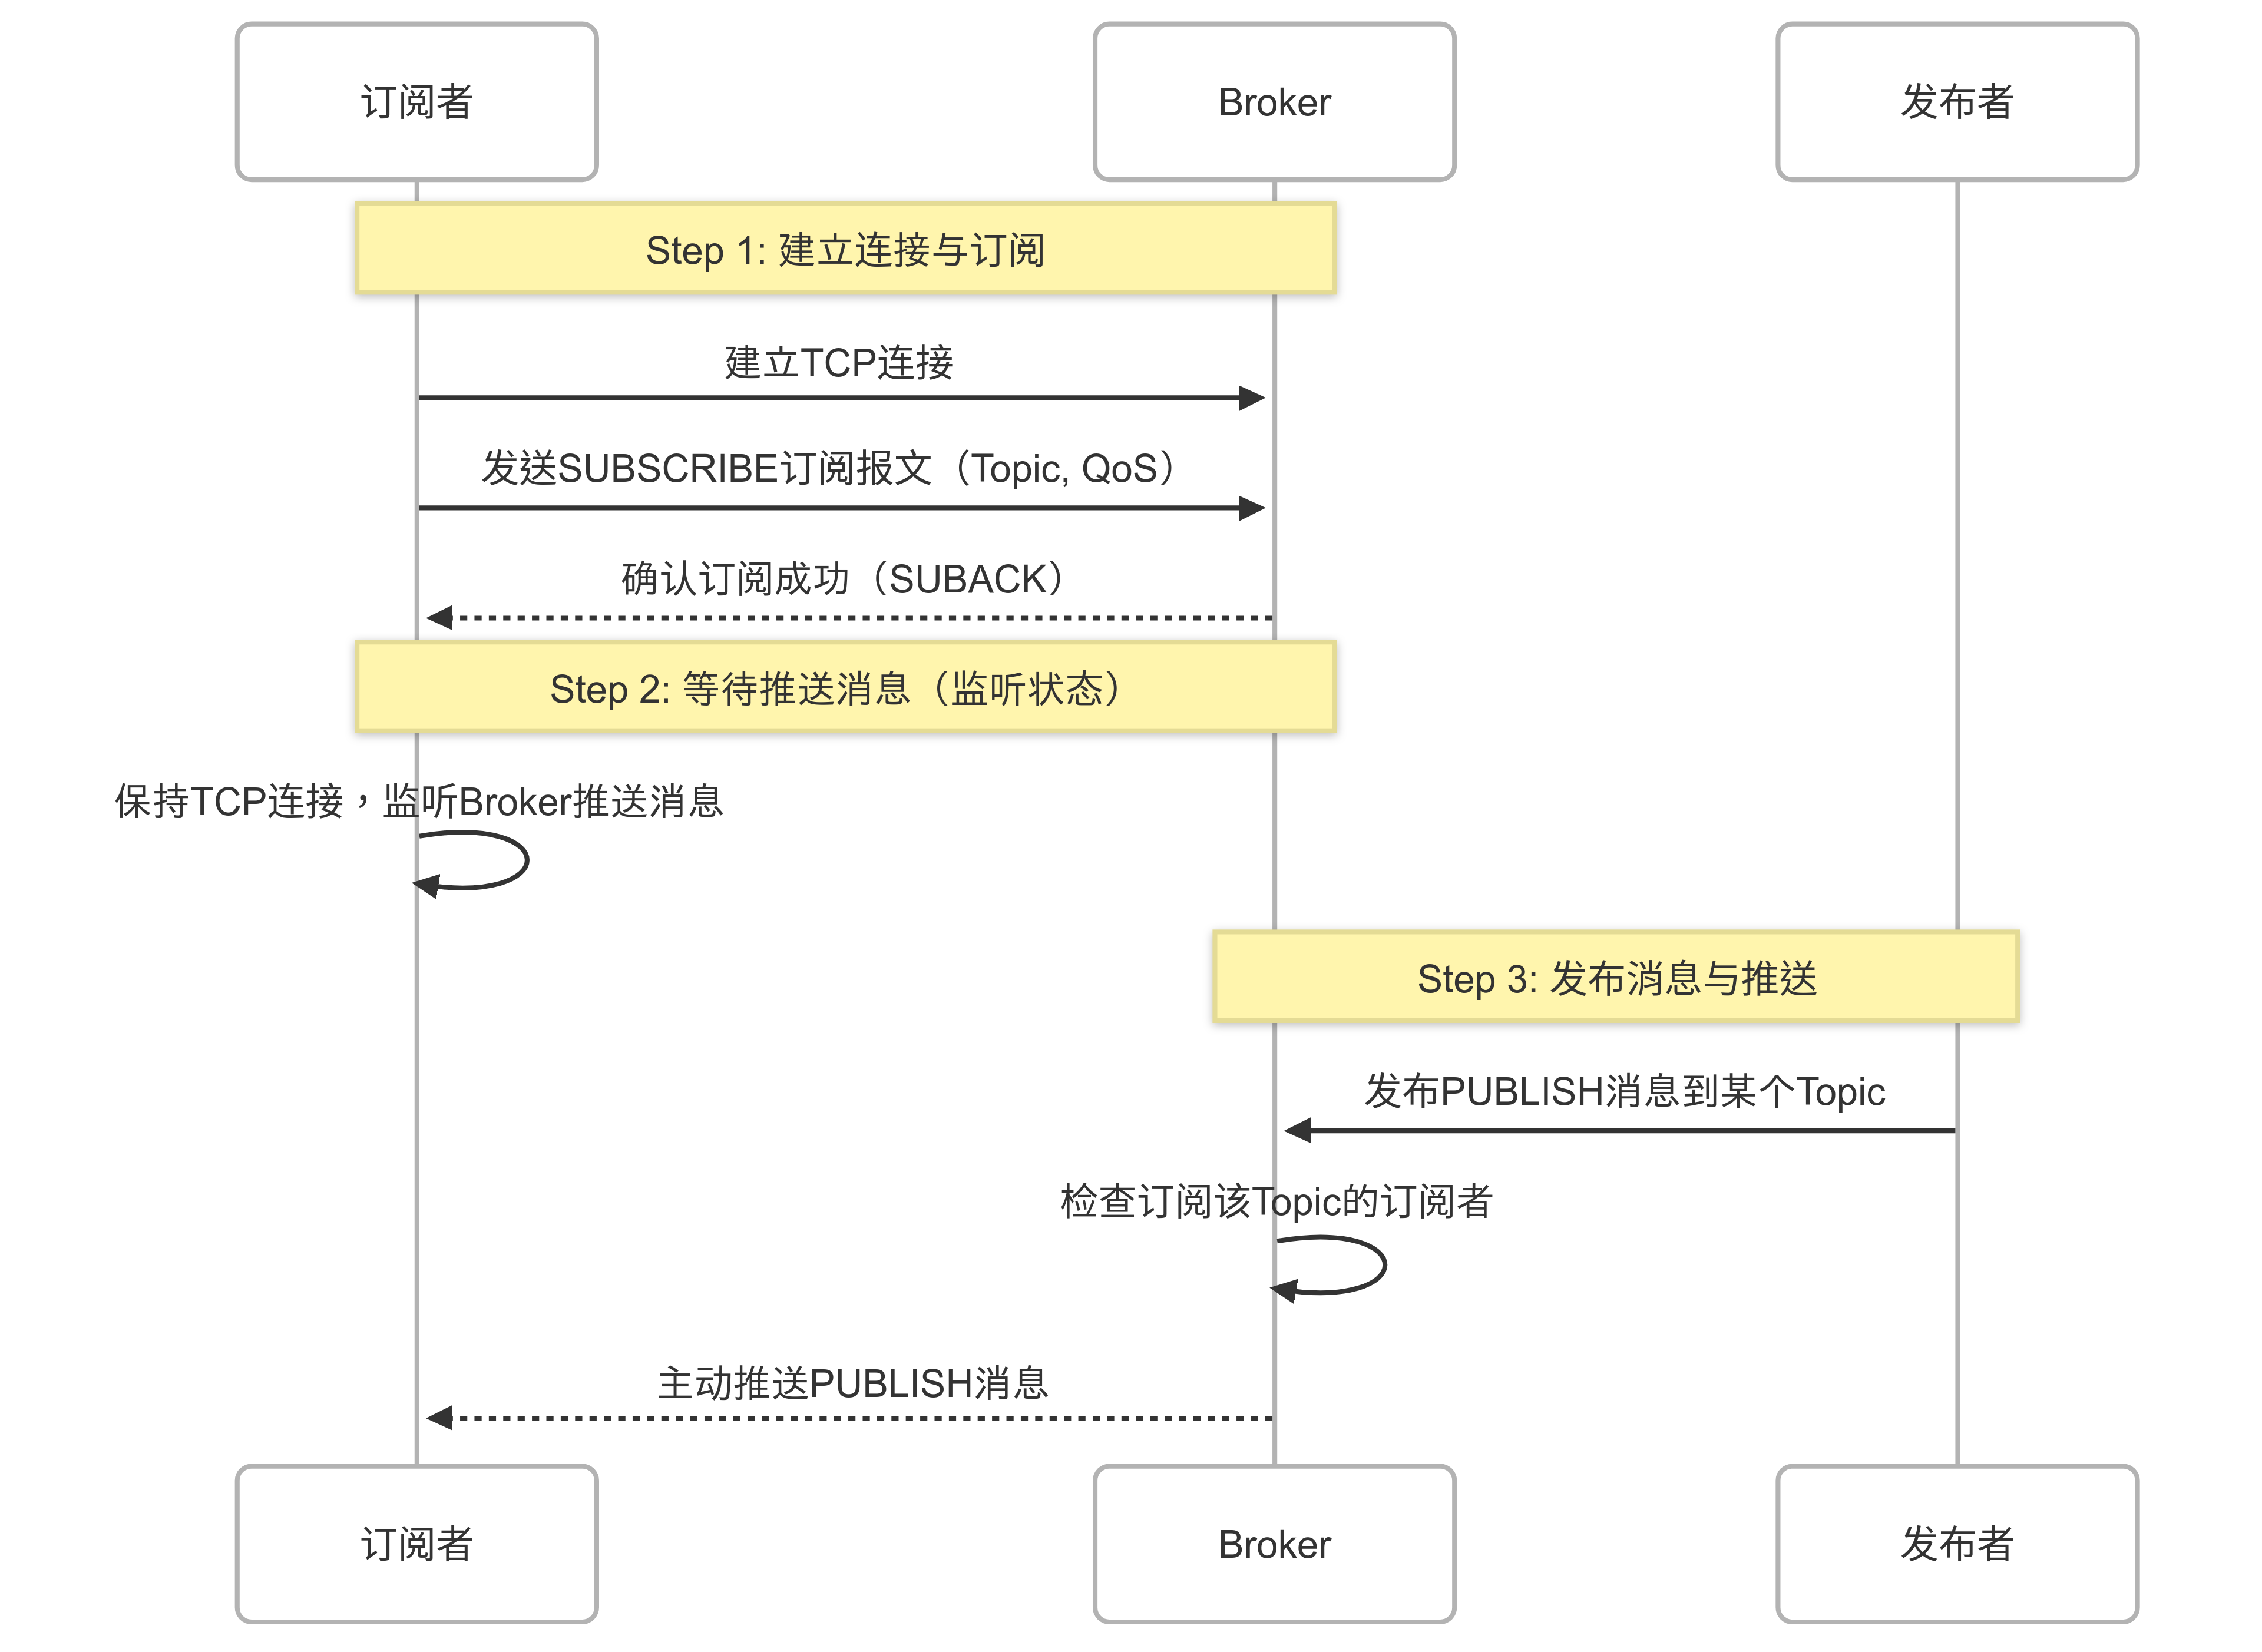 订阅者
Broker
发布者
Step 1: 建立连接与订阅
建立TCP连接
发送SUBSCRIBE订阅报文（Topic, QoS）
确认订阅成功（SUBACK）
Step 2: 等待推送消息（监听状态）
保持TCP连接，监听Broker推送消息
Step 3: 发布消息与推送
发布PUBLISH消息到某个Topic
检查订阅该Topic的订阅者
主动推送PUBLISH消息
订阅者
Broker
发布者